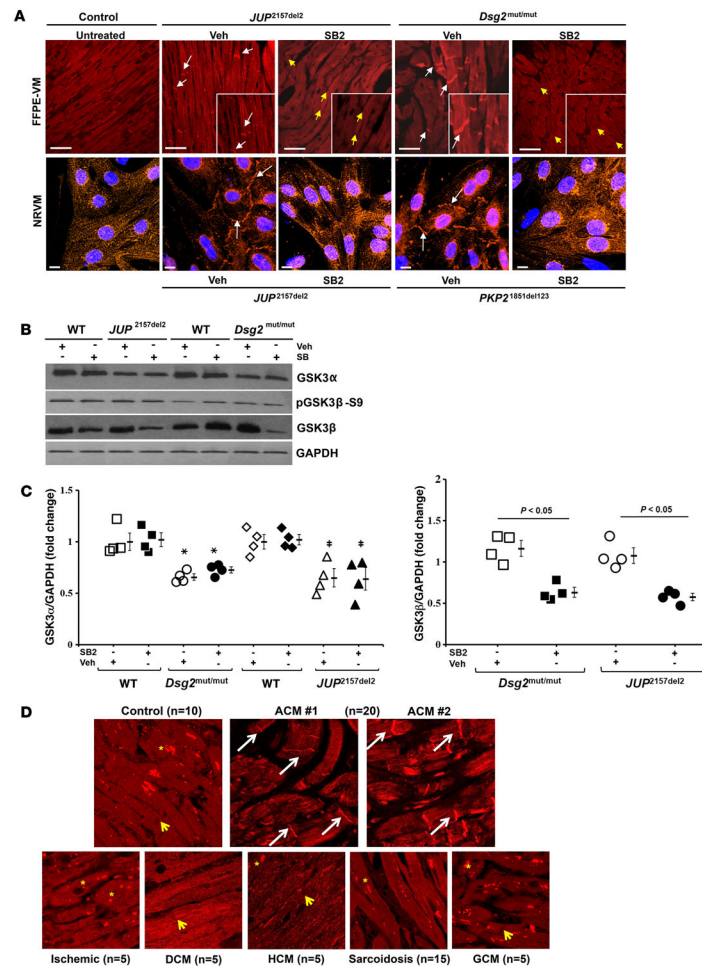 A
Control
JUP2157del2
Dsg2mut/mut
Untreated
Veh
SB2
Veh
SB2
FFPE-VM
NRVM
Veh
SB2
Veh
SB2
JUP2157del2
PKP21851del123
B
WT JUP 2157del2 WT Dsg2 mut/mut
+ - + - + - + - Veh
- + - + - + - + SB
GSK3α
pGSK3β-S9
GSK3β
GAPDH
C
GSK3α/GAPDH (fold change)
1.5
1
0.5
0
* *
‡ ‡
SB2 - + - + - + - +
Veh + - + - + - + -
WT Dsg2mut/mut WT JUP2157del2
GSK3β/GAPDH (fold change)
2
1.5
1
0.5
0
P < 0.05
P < 0.05
SB2 - + - +
Veh + - + -
Dsg2mut/mut JUP2157del2
D
Control (n=10) ACM #1 (n=20) ACM #2
*
* * * * *
Ischemic (n=5) DCM (n=5) HCM (n=5) Sarcoidosis (n=15) GCM (n=5)